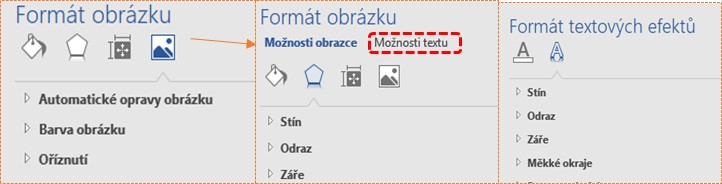 Formát obrázku
Automatické opravy obrázku
Barva obrázku
Oříznutí
Formát obrázku
Možnosti obrazce Možnosti textu
Stín
Odraz
Záře
Formát textových efektů
Stín
Odraz
Záře
Měkké okraje